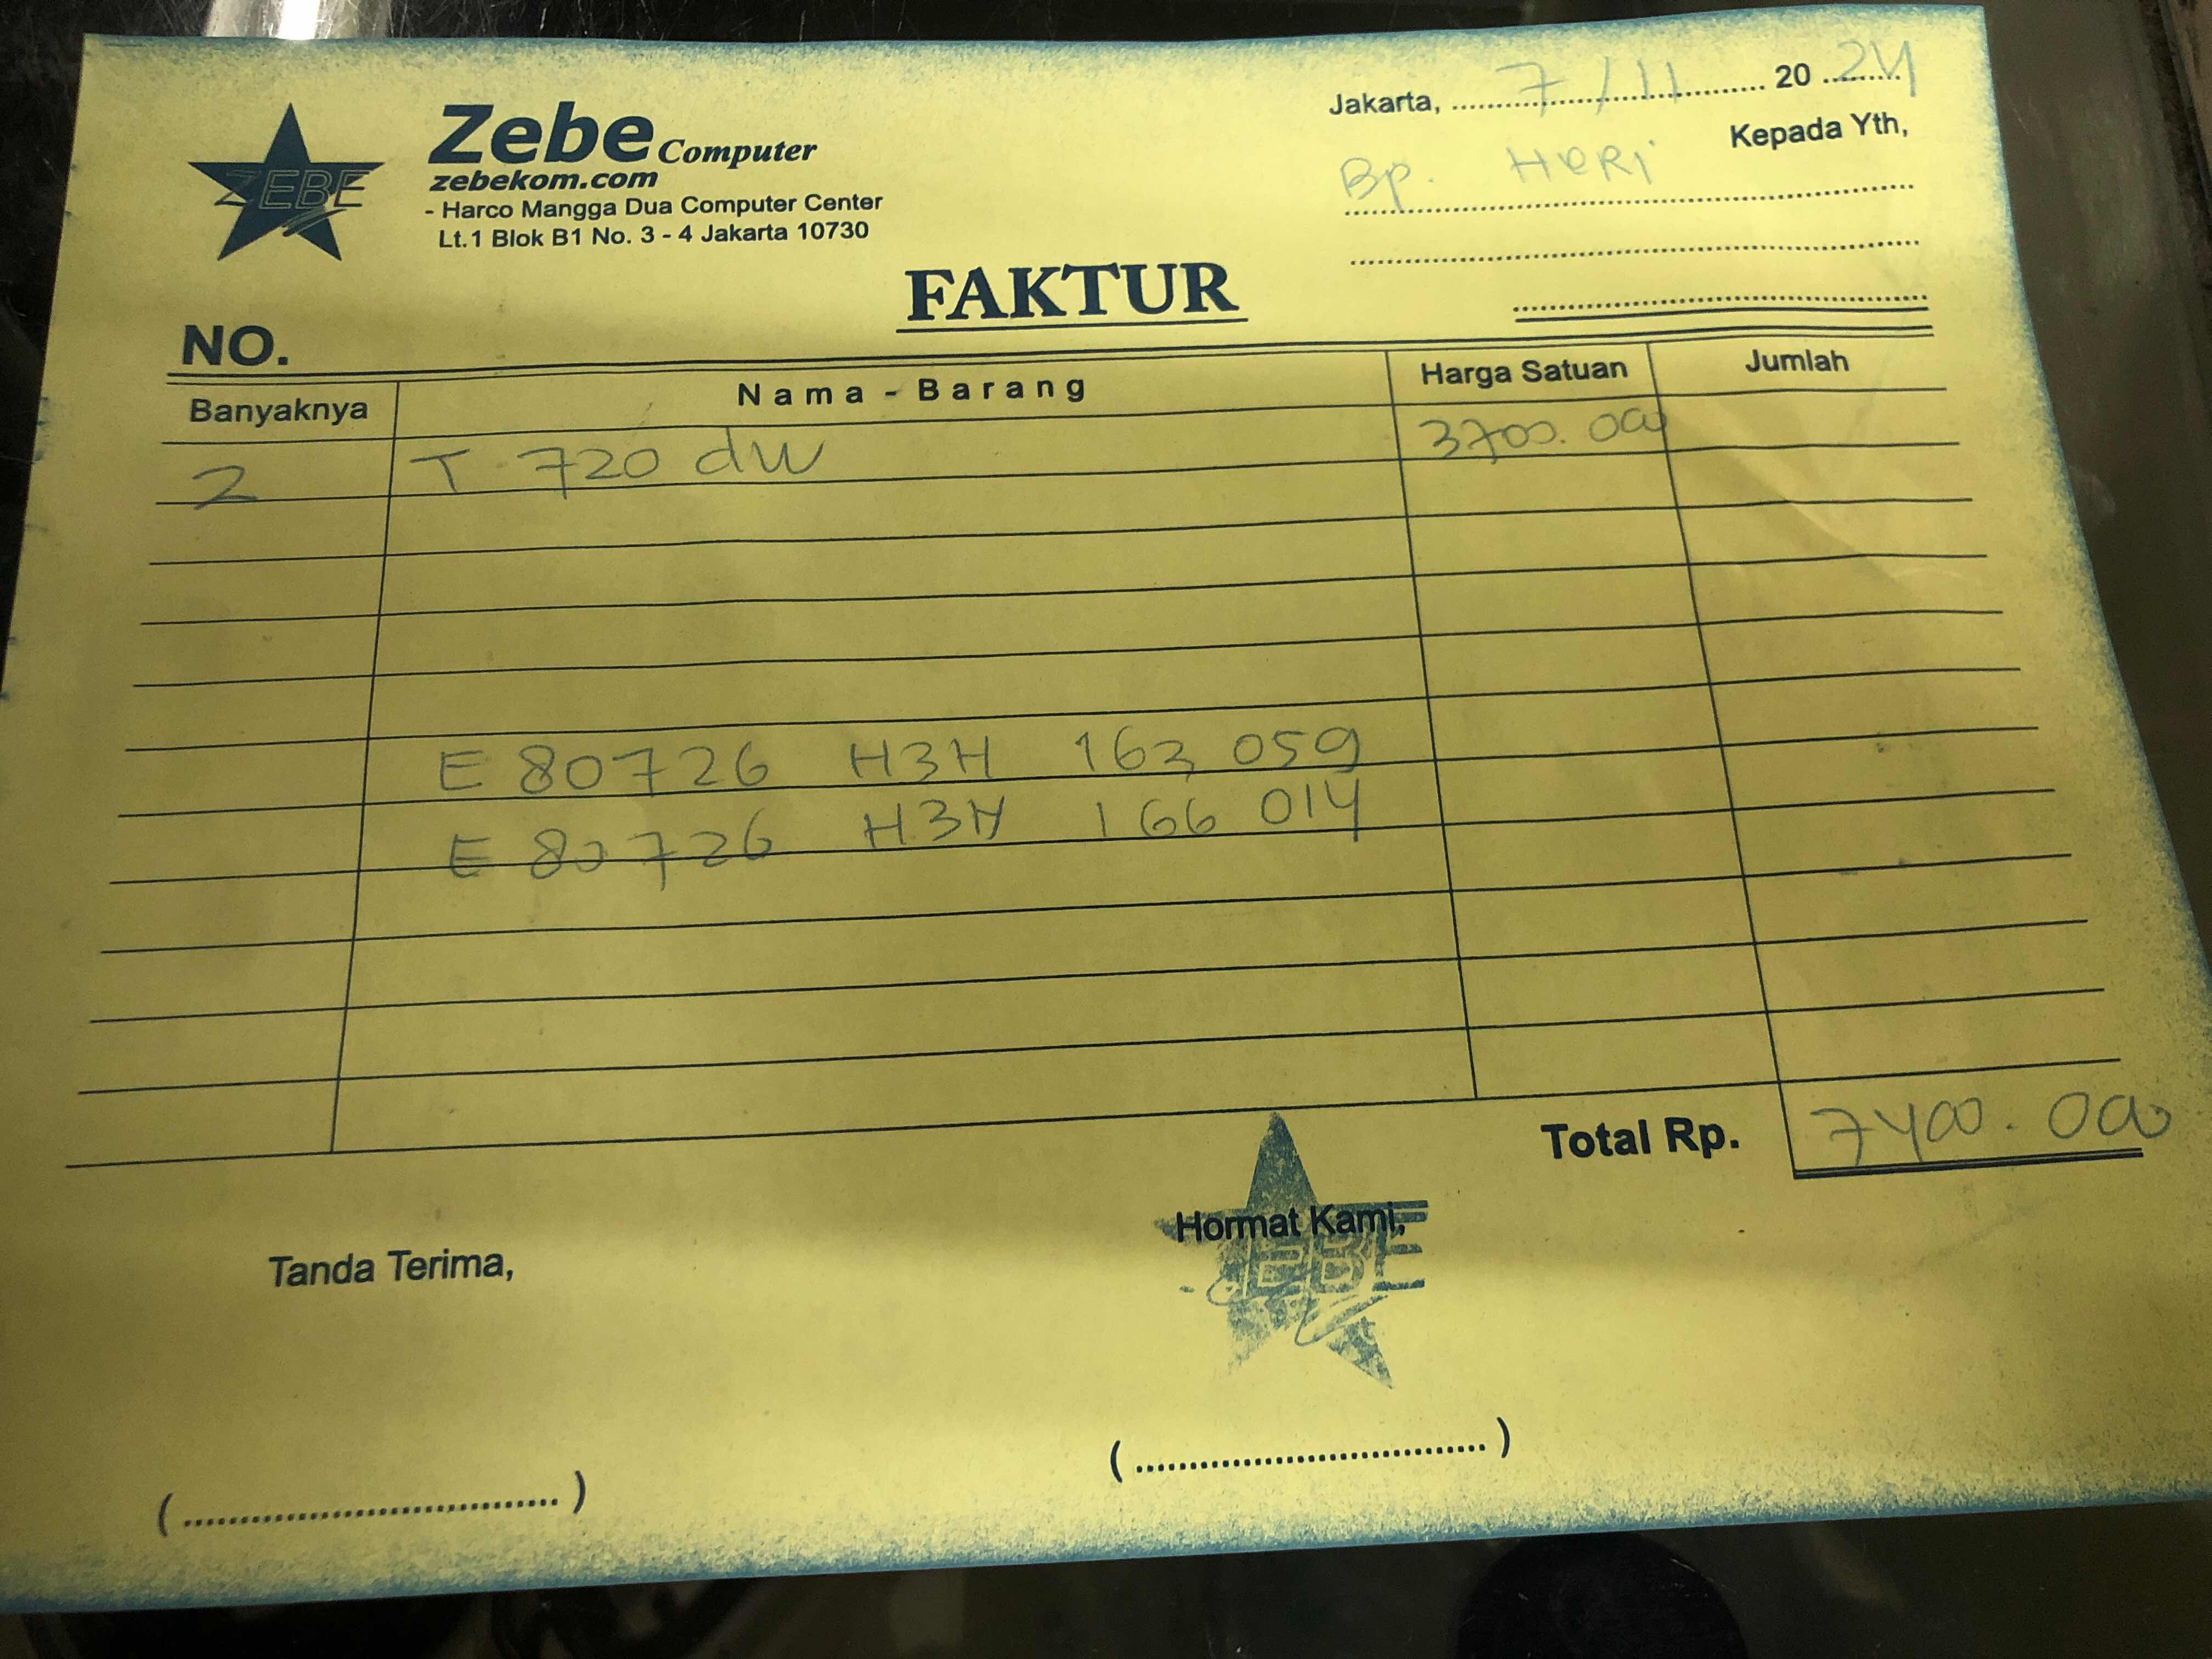 ZEBE
Zebe Computer
zebekom.com
- Harco Mangga Dua Computer Center
Lt.1 Blok B1 No. 3 - 4 Jakarta 10730
Jakarta, 7/11 20 24
Kepada Yth,
Bp. HERI
FAKTUR
NO.
Banyaknya Nama - Barang Harga Satuan Jumlah
2 T 720 dw 3700.000
E 80726 H3H 163 059
E 80726 H3H 166 014
Total Rp. 7400.000
Tanda Terima, Hormat Kami,
ZEBE
(..............................) (..............................)